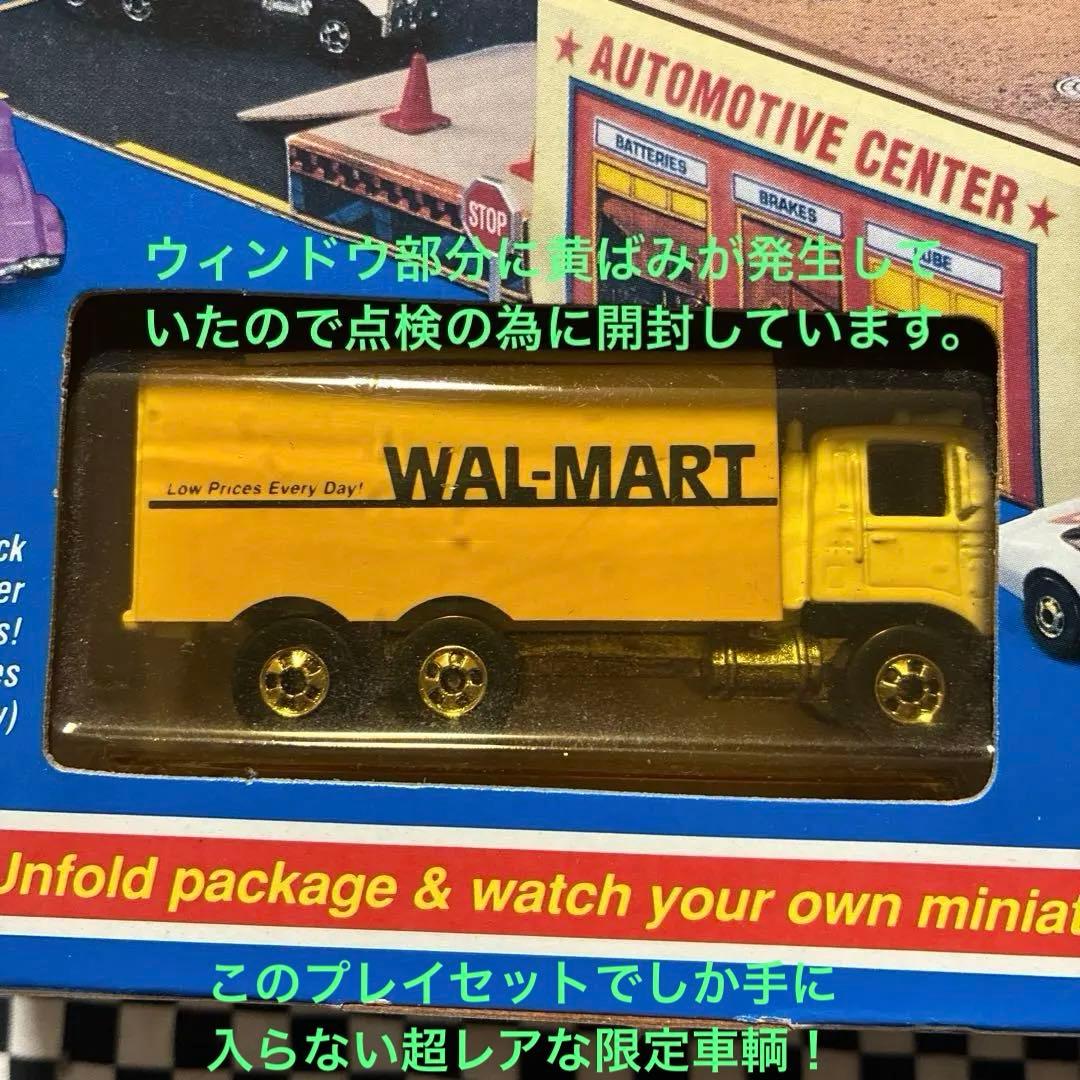 ★ AUTOMOTIVE CENTER ★
BATTERIES
BRAKES
STOP
ウィンドウ部分に黄ばみが発生して
いたので点検の為に開封しています。
WAL-MART
Low Prices Every Day!
ck
er
s!
es
y)
Unfold package & watch your own miniat
このプレイセットでしか手に
入らない超レアな限定車輌！